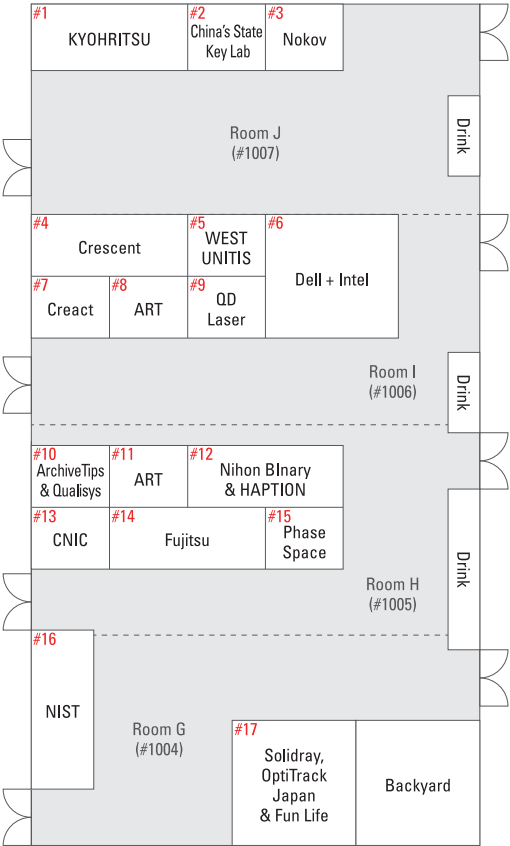 #1
KYOHRITSU
#2
China's State
Key Lab
#3
Nokov
Room J
(#1007)
Drink
#4
Crescent
#5
WEST
UNITIS
#6
Dell + Intel
#7
Creact
#8
ART
#9
QD
Laser
Room I
(#1006)
Drink
#10
ArchiveTips
& Qualisys
#11
ART
#12
Nihon BInary
& HAPTION
#13
CNIC
#14
Fujitsu
#15
Phase
Space
Room H
(#1005)
Drink
#16
NIST
Room G
(#1004)
#17
Solidray,
OptiTrack
Japan
& Fun Life
Backyard